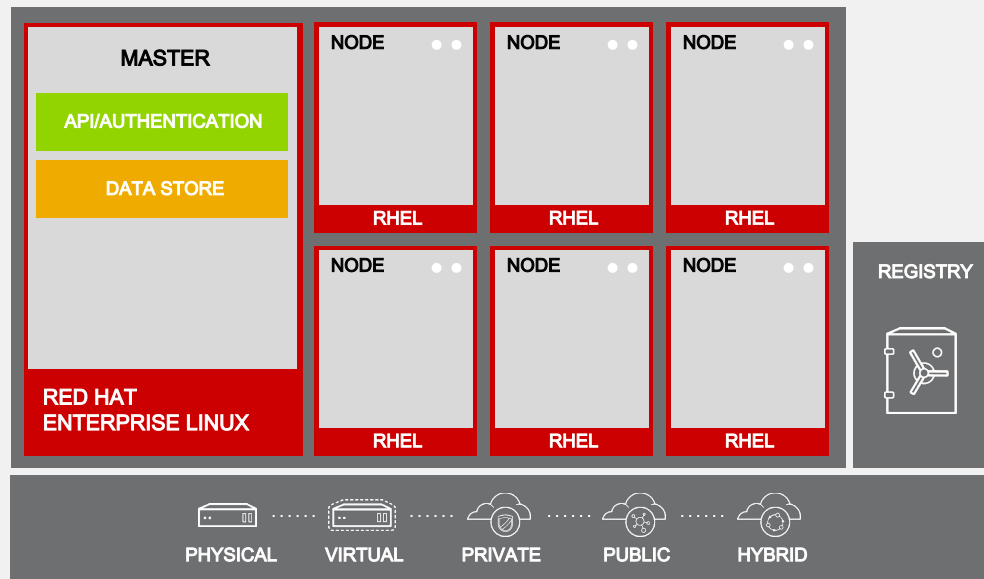 MASTER
API/AUTHENTICATION
DATA STORE
RED HAT
ENTERPRISE LINUX
NODE
RHEL
NODE
RHEL
NODE
RHEL
NODE
RHEL
NODE
RHEL
NODE
RHEL
REGISTRY
PHYSICAL
VIRTUAL
PRIVATE
PUBLIC
HYBRID